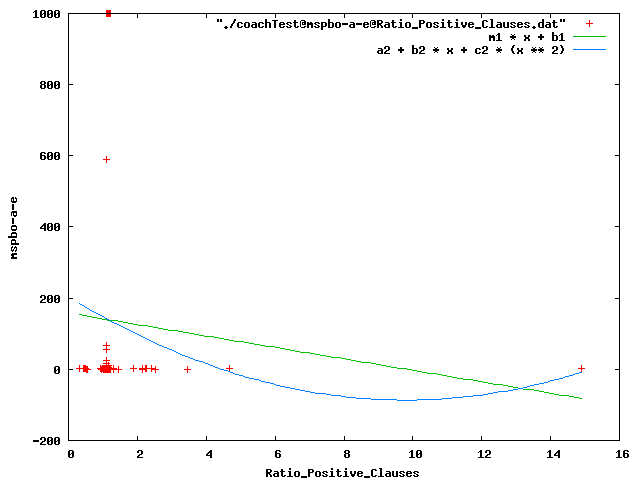 "./coachTest@mspbo-a-e@Ratio_Positive_Clauses.dat"
m1 * x + b1
a2 + b2 * x + c2 * (x ** 2)
1000
800
600
400
200
0
-200
mspbo-a-e
0 2 4 6 8 10 12 14 16
Ratio_Positive_Clauses